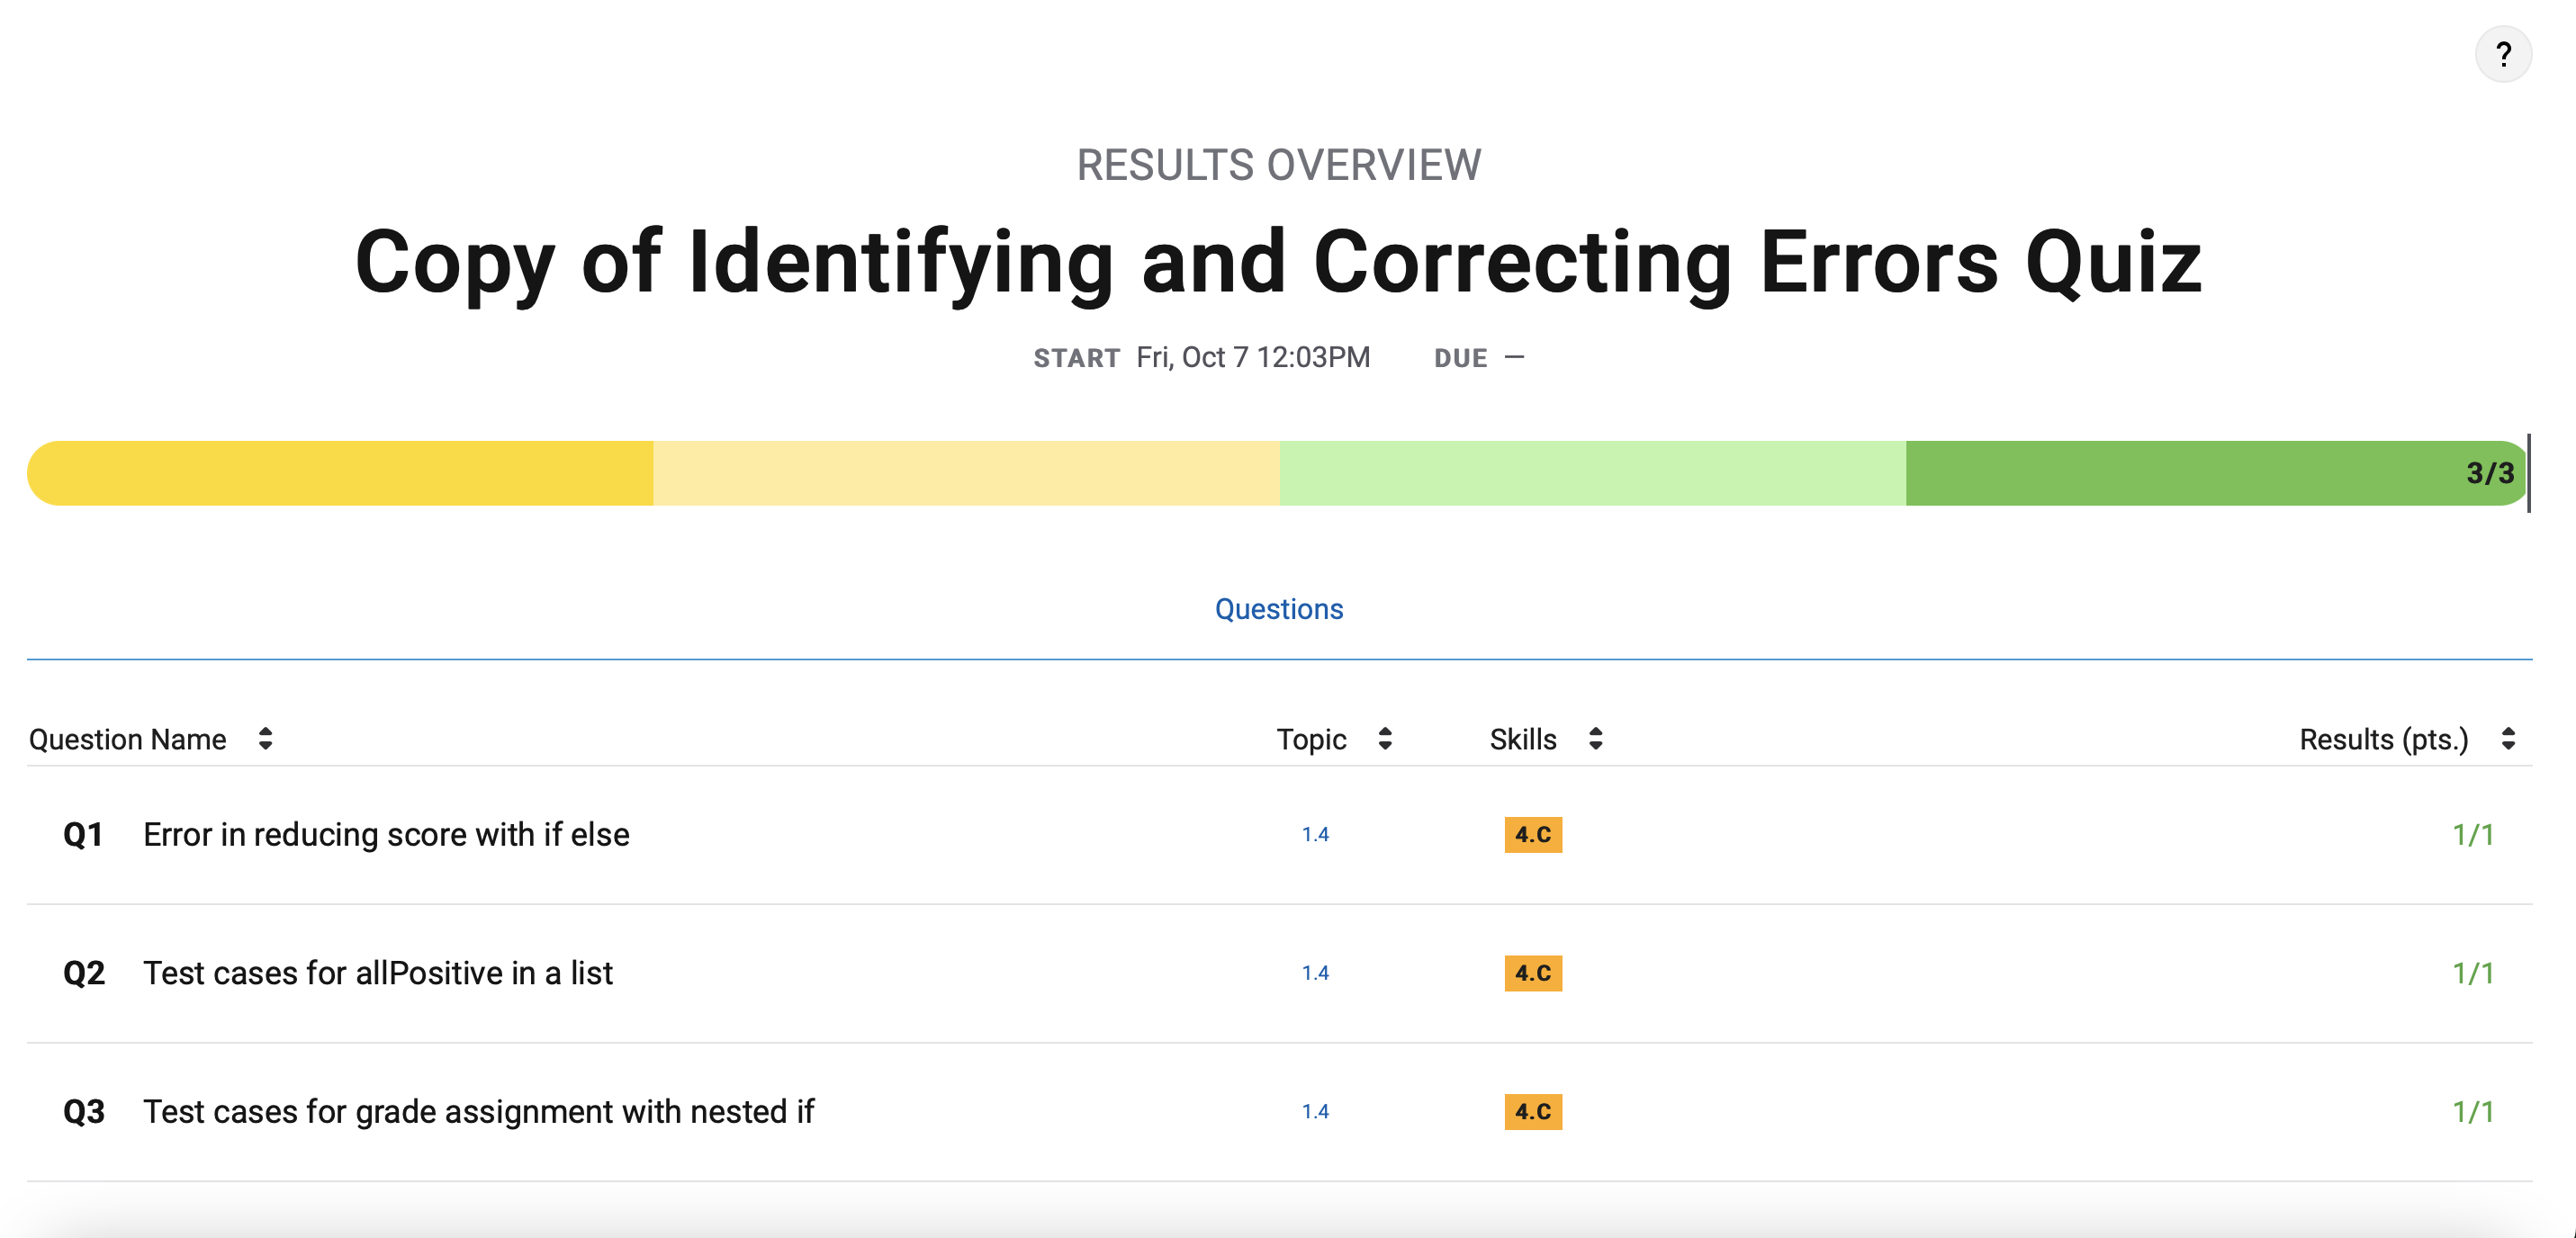 ?
RESULTS OVERVIEW
Copy of Identifying and Correcting Errors Quiz
START Fri, Oct 7 12:03PM DUE —
3/3
Questions
Question Name Topic Skills Results (pts.)
Q1 Error in reducing score with if else 1.4 4.C 1/1
Q2 Test cases for allPositive in a list 1.4 4.C 1/1
Q3 Test cases for grade assignment with nested if 1.4 4.C 1/1